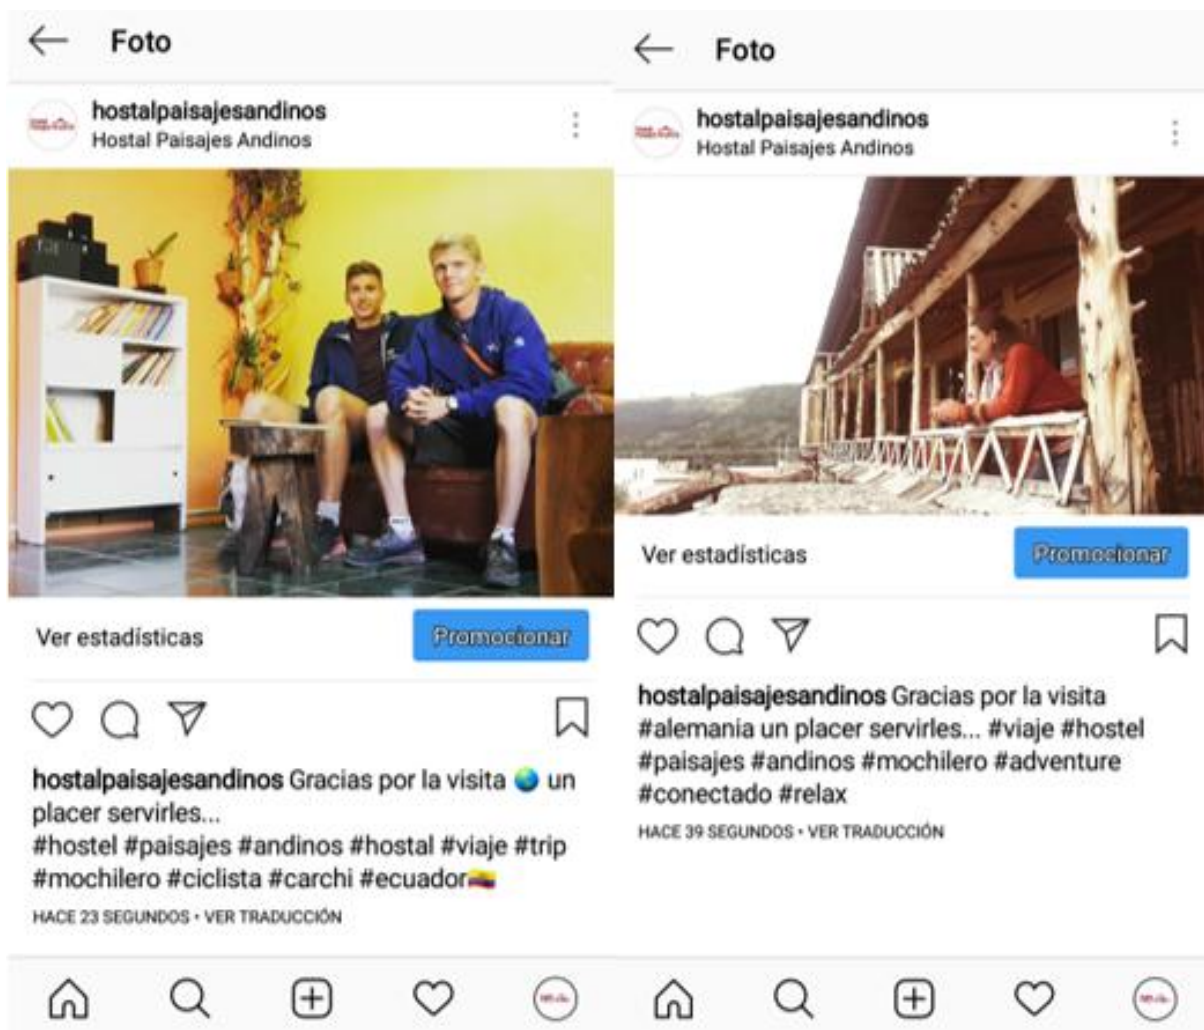 Foto
hostalpaisajesandinos
Hostal Paisajes Andinos
Ver estadísticas
Promocionar
hostalpaisajesandinos Gracias por la visita 🌏 un
placer servirles...
#hostel #paisajes #andinos #hostal #viaje #trip
#mochilero #ciclista #carchi #ecuador🇪🇨
HACE 23 SEGUNDOS • VER TRADUCCIÓN
Foto
hostalpaisajesandinos
Hostal Paisajes Andinos
Ver estadísticas
Promocionar
hostalpaisajesandinos Gracias por la visita
#alemania un placer servirles... #viaje #hostel
#paisajes #andinos #mochilero #adventure
#conectado #relax
HACE 39 SEGUNDOS • VER TRADUCCIÓN